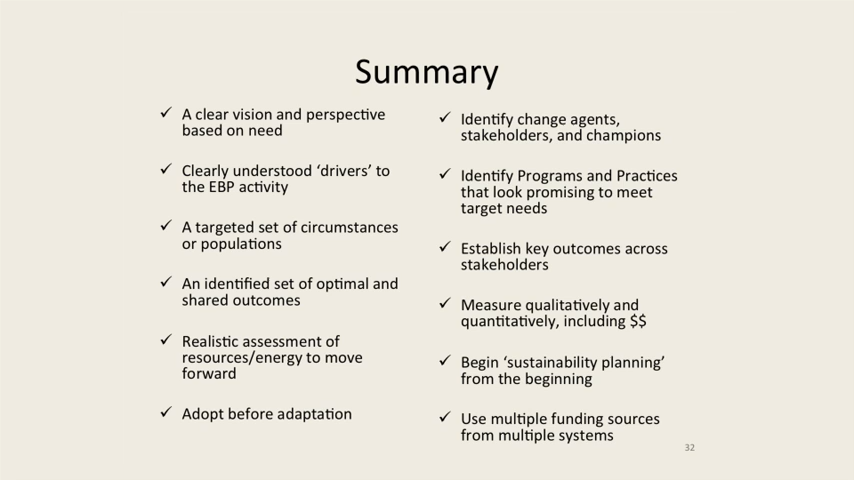 Summary
✓ A clear vision and perspective
based on need
✓ Clearly understood ‘drivers’ to
the EBP activity
✓ A targeted set of circumstances
or populations
✓ An identified set of optimal and
shared outcomes
✓ Realistic assessment of
resources/energy to move
forward
✓ Adopt before adaptation
✓ Identify change agents,
stakeholders, and champions
✓ Identify Programs and Practices
that look promising to meet
target needs
✓ Establish key outcomes across
stakeholders
✓ Measure qualitatively and
quantitatively, including $$
✓ Begin ‘sustainability planning’
from the beginning
✓ Use multiple funding sources
from multiple systems
32